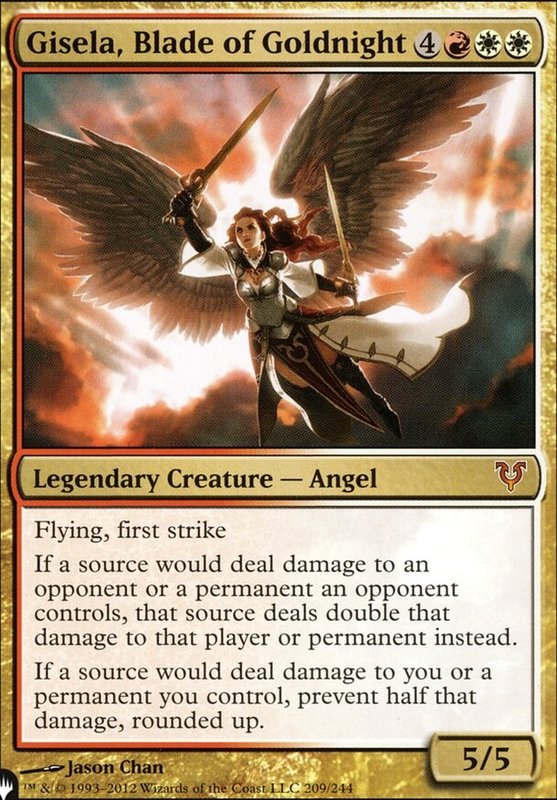 Gisela, Blade of Goldnight 4
Legendary Creature — Angel
Flying, first strike
If a source would deal damage to an
opponent or a permanent an opponent
controls, that source deals double that
damage to that player or permanent instead.
If a source would deal damage to you or a
permanent you control, prevent half that
damage, rounded up.
5/5
Jason Chan
™ & © 1993-2012 Wizards of the Coast LLC 209/244